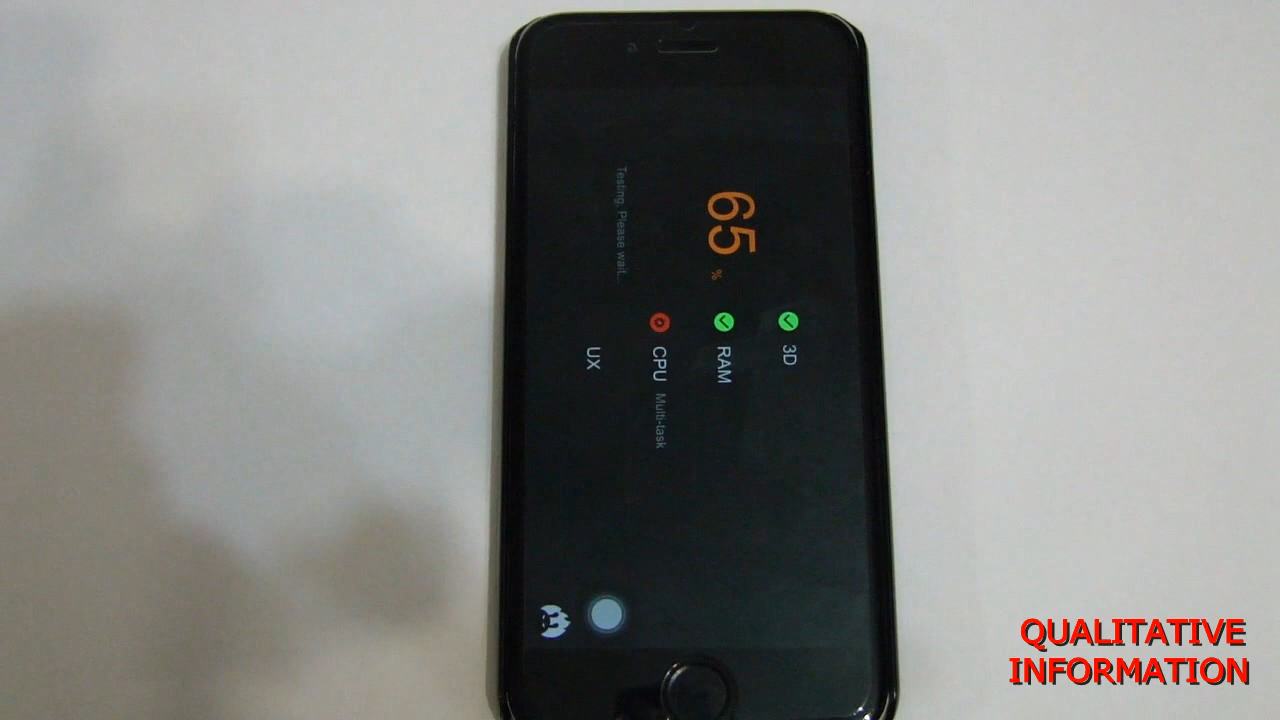 65 %
Testing. Please wait...
3D
RAM
CPU Multi-task
UX
QUALITATIVE
INFORMATION